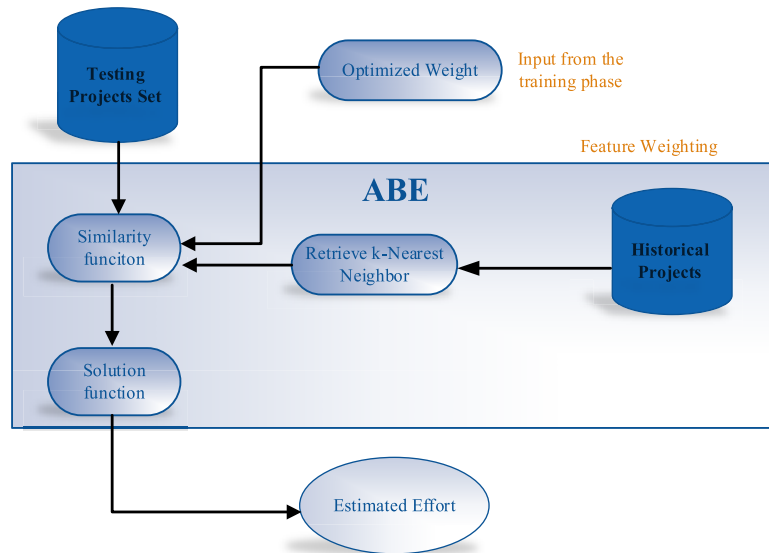 Testing
Projects Set
Optimized Weight
Input from the
training phase
Feature Weighting
ABE
Similarity
funciton
Retrieve k-Nearest
Neighbor
Historical
Projects
Solution
function
Estimated Effort